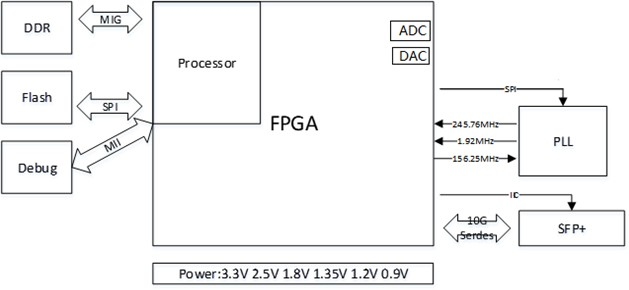 DDR
MIG
ADC
DAC
Processor
Flash
SPI
FPGA
SPI
245.76MHz
1.92MHz
156.25MHz
PLL
MII
Debug
IIC
10G
Serdes
SFP+
Power:3.3V 2.5V 1.8V 1.35V 1.2V 0.9V